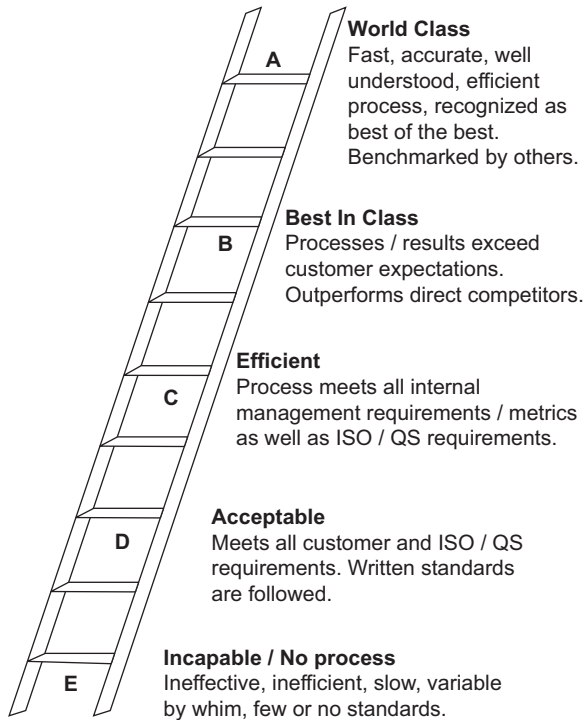 A
World Class
Fast, accurate, well
understood, efficient
process, recognized as
best of the best.
Benchmarked by others.
B
Best In Class
Processes / results exceed
customer expectations.
Outperforms direct competitors.
C
Efficient
Process meets all internal
management requirements / metrics
as well as ISO / QS requirements.
D
Acceptable
Meets all customer and ISO / QS
requirements. Written standards
are followed.
E
Incapable / No process
Ineffective, inefficient, slow, variable
by whim, few or no standards.